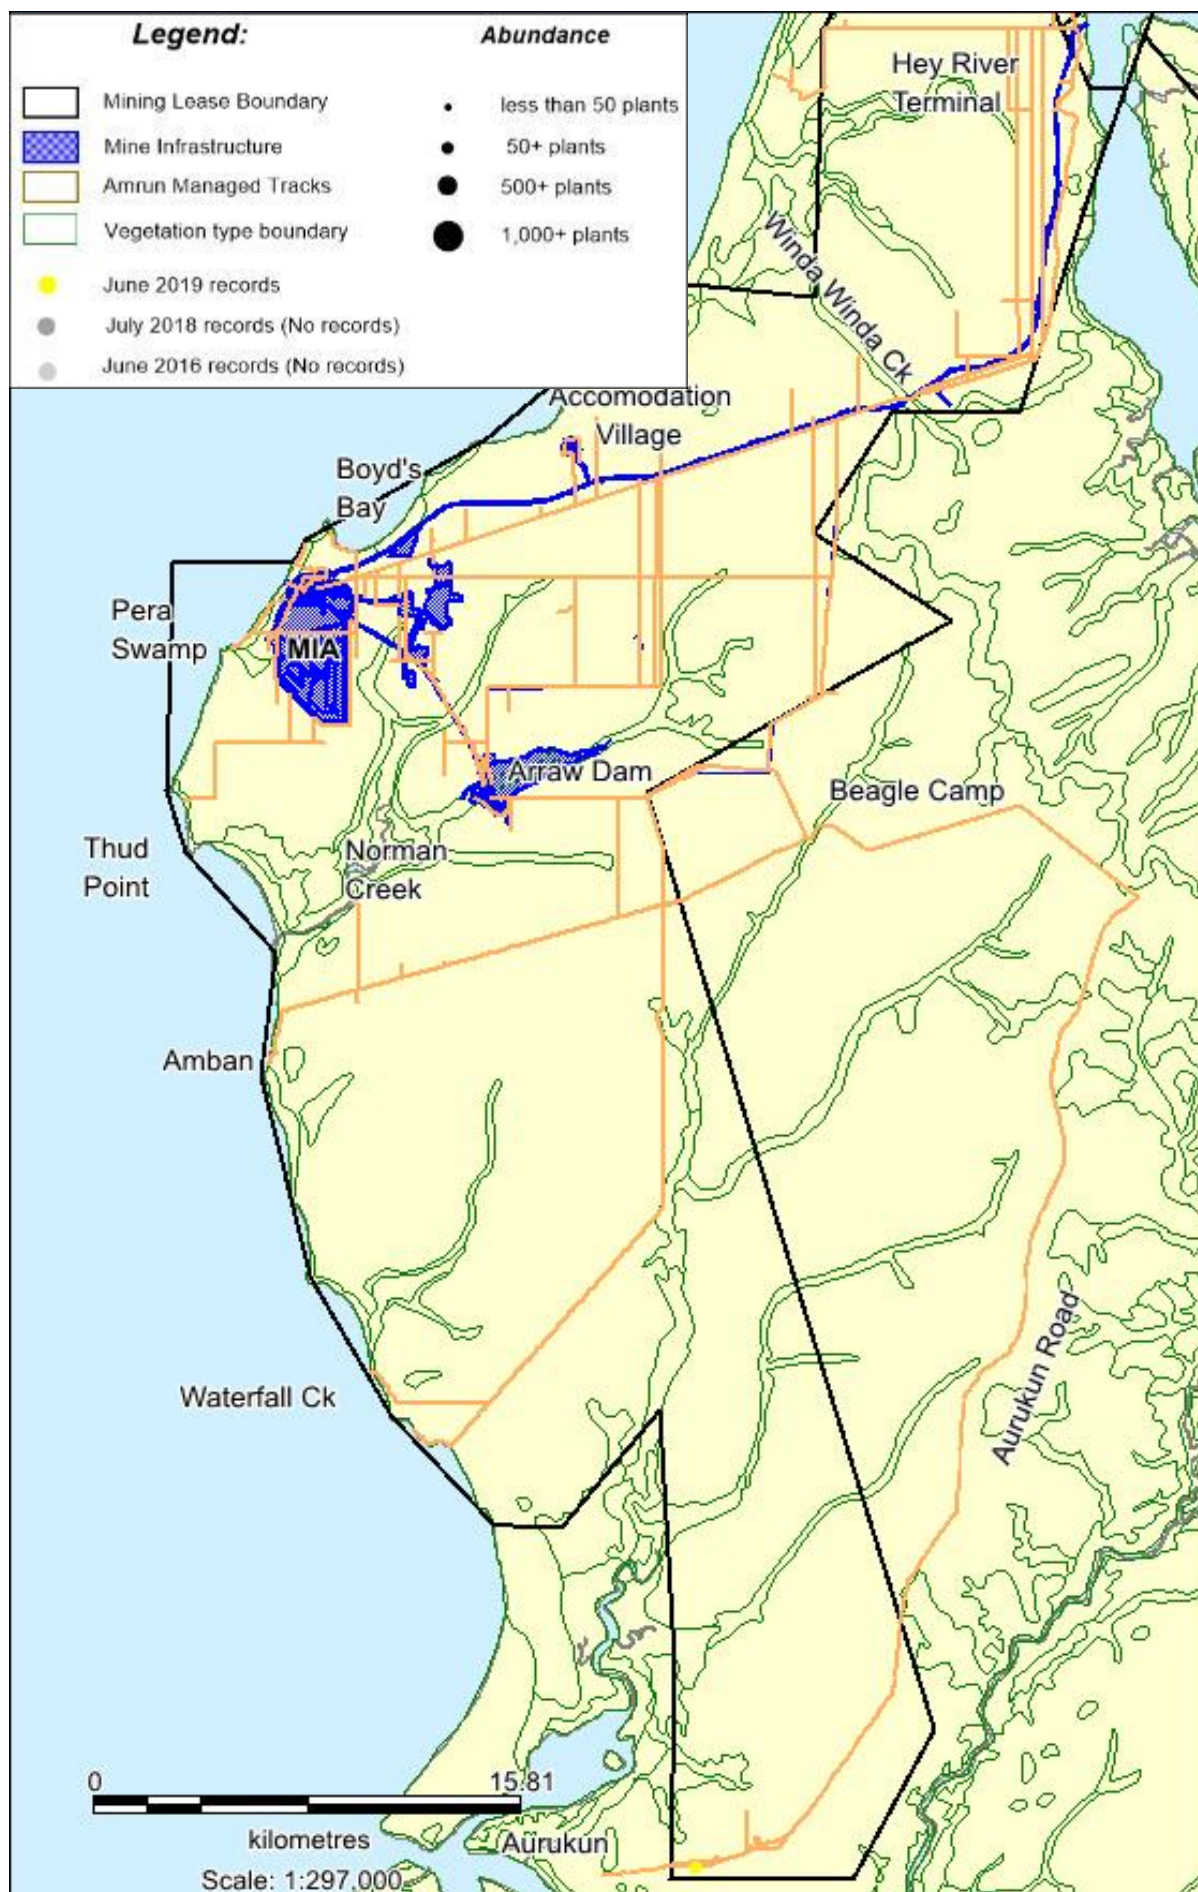 Legend:
Abundance
Mining Lease Boundary
less than 50 plants
Mine Infrastructure
50+ plants
Amrun Managed Tracks
500+ plants
Vegetation type boundary
1,000+ plants
June 2019 records
July 2018 records (No records)
June 2016 records (No records)
Hey River
Terminal
Winda Winda Ck
Accomodation
Village
Boyd's
Bay
Pera
Swamp
MIA
Arraw Dam
Beagle Camp
Thud
Point
Norman
Creek
Amban
Aurukun Road
Waterfall Ck
0
15.81
kilometres
Scale: 1:297,000
Aurukun